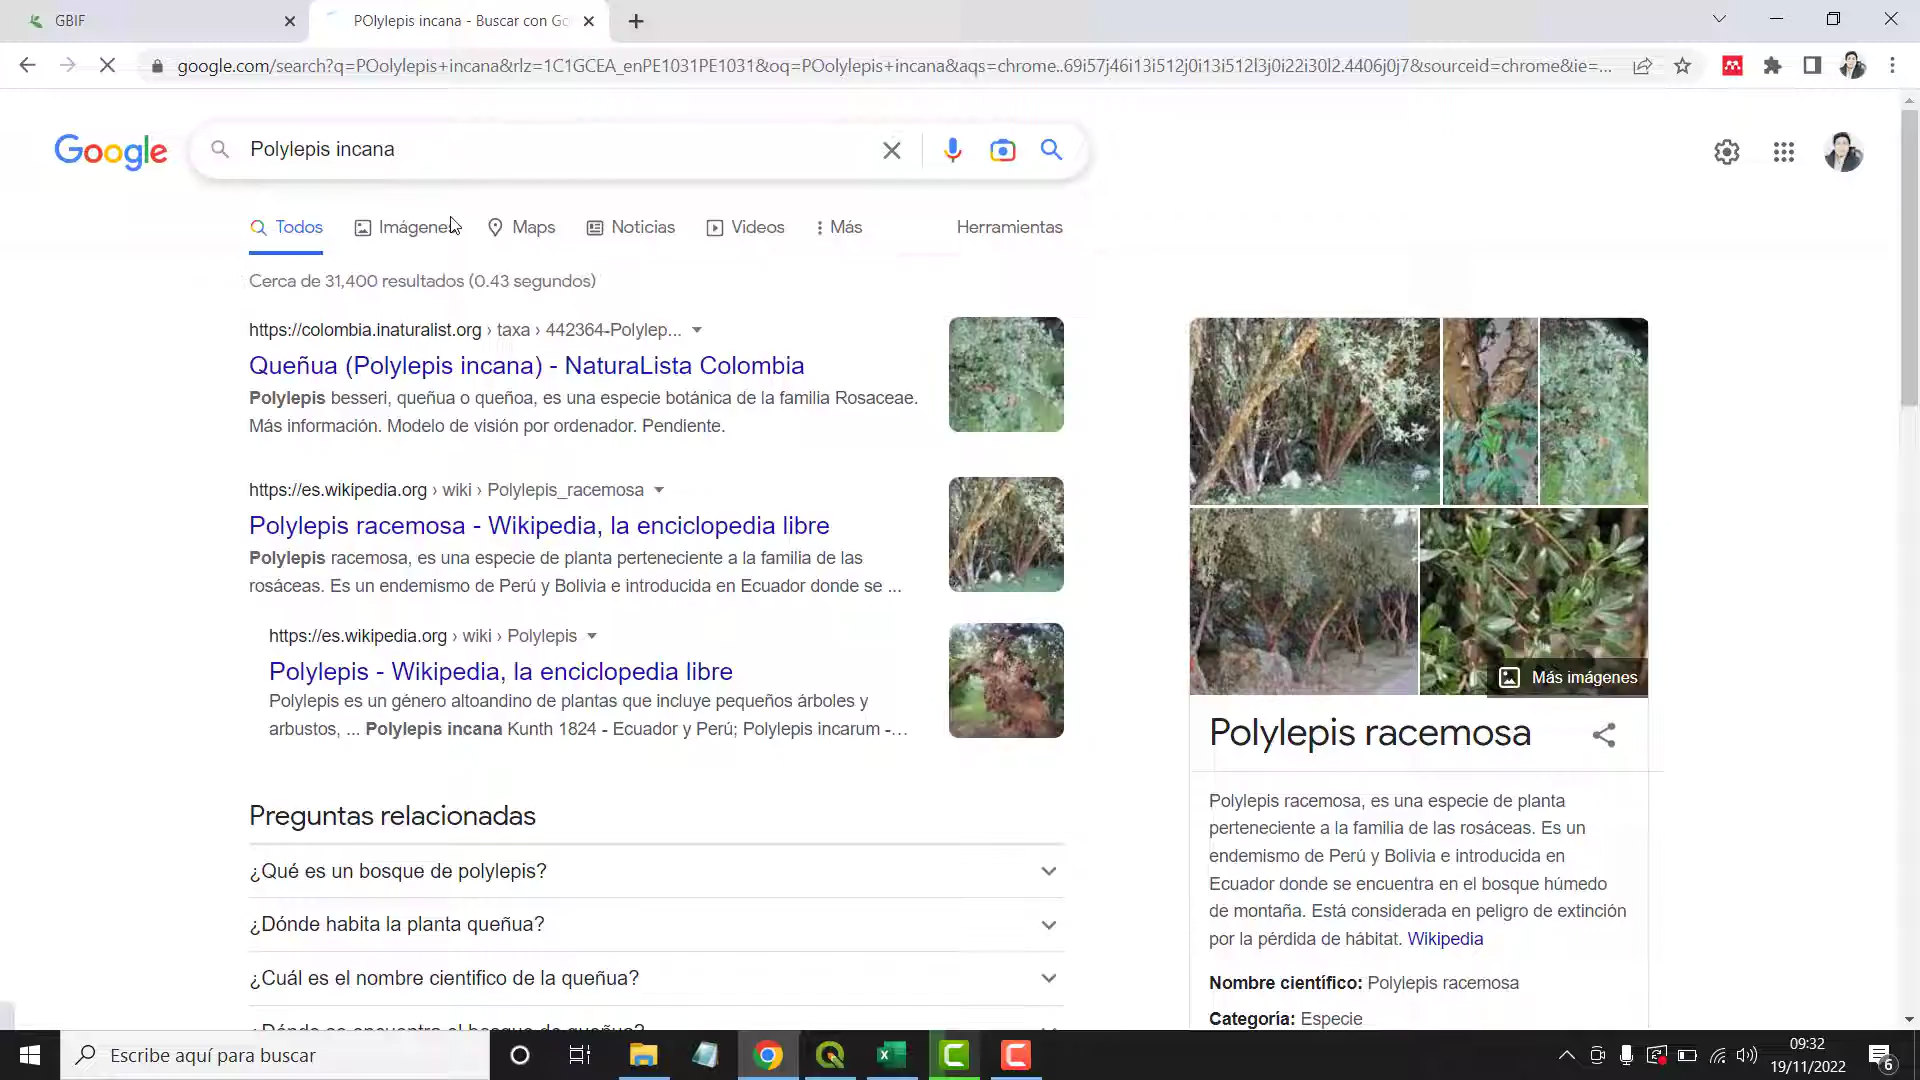 GBIF
POlylepis incana - Buscar con Go
google.com/search?q=POolylepis+incana&rlz=1C1GCEA_enPE1031PE1031&oq=POolylepis+incana&aqs=chrome..69i57j46i13i512j0i13i512l3j0i22i30l2.4406j0j7&sourceid=chrome&ie=...
Google
Polylepis incana
Todos
Imágenes
Maps
Noticias
Videos
Más
Herramientas
Cerca de 31,400 resultados (0.43 segundos)
https://colombia.inaturalist.org › taxa › 442364-Polylep...
Queñua (Polylepis incana) - NaturaLista Colombia
Polylepis besseri, queñua o queñoa, es una especie botánica de la familia Rosaceae.
Más información. Modelo de visión por ordenador. Pendiente.
https://es.wikipedia.org › wiki › Polylepis_racemosa
Polylepis racemosa - Wikipedia, la enciclopedia libre
Polylepis racemosa, es una especie de planta perteneciente a la familia de las
rosáceas. Es un endemismo de Perú y Bolivia e introducida en Ecuador donde se ...
https://es.wikipedia.org › wiki › Polylepis
Polylepis - Wikipedia, la enciclopedia libre
Polylepis es un género altoandino de plantas que incluye pequeños árboles y
arbustos, ... Polylepis incana Kunth 1824 - Ecuador y Perú; Polylepis incarum -...
Preguntas relacionadas
¿Qué es un bosque de polylepis?
¿Dónde habita la planta queñua?
¿Cuál es el nombre cientifico de la queñua?
¿Dónde se encuentra el bosque de queñua?
Más imágenes
Polylepis racemosa
Polylepis racemosa, es una especie de planta
perteneciente a la familia de las rosáceas. Es un
endemismo de Perú y Bolivia e introducida en
Ecuador donde se encuentra en el bosque húmedo
de montaña. Está considerada en peligro de extinción
por la pérdida de hábitat. Wikipedia
Nombre científico: Polylepis racemosa
Categoría: Especie
Escribe aquí para buscar
09:32
19/11/2022
6